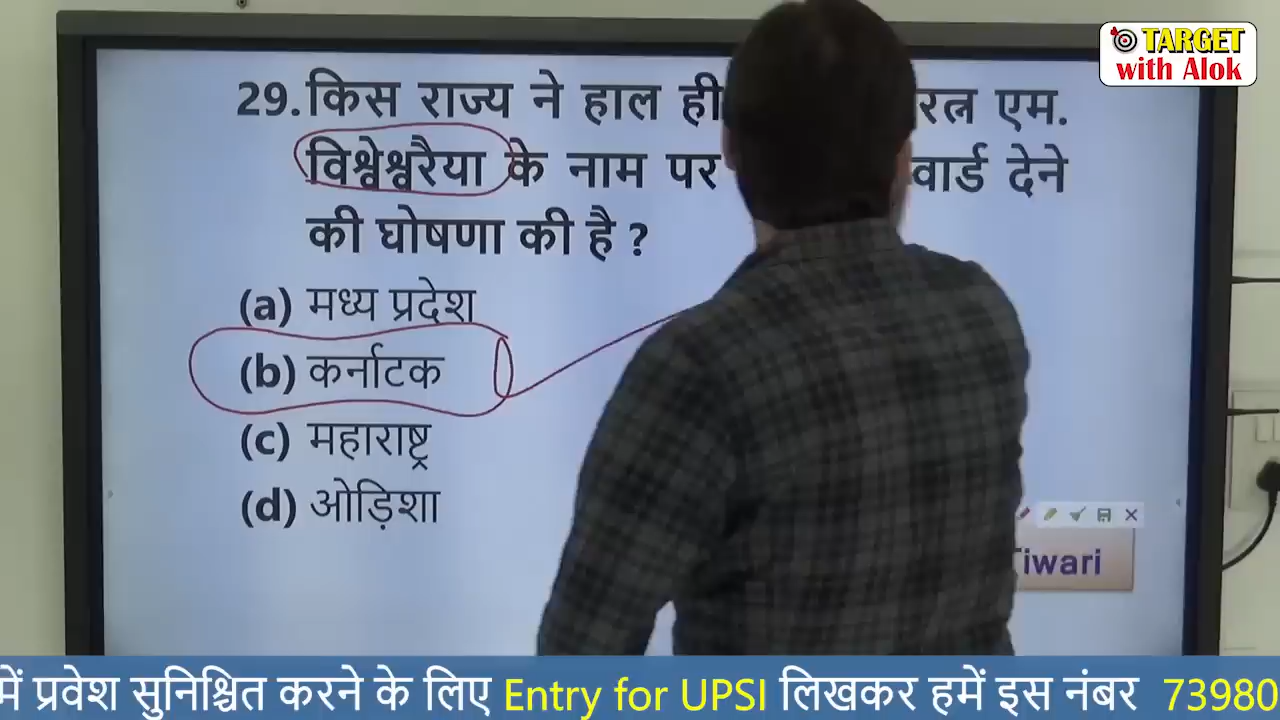 TARGET
with Alok
29. किस राज्य ने हाल ही रत्न एम.
विश्वेश्वरैया के नाम पर वार्ड देने
की घोषणा की है ?
(a) मध्य प्रदेश
(b) कर्नाटक
(c) महाराष्ट्र
(d) ओड़िशा
Tiwari
में प्रवेश सुनिश्चित करने के लिए Entry for UPSI लिखकर हमें इस नंबर 73980